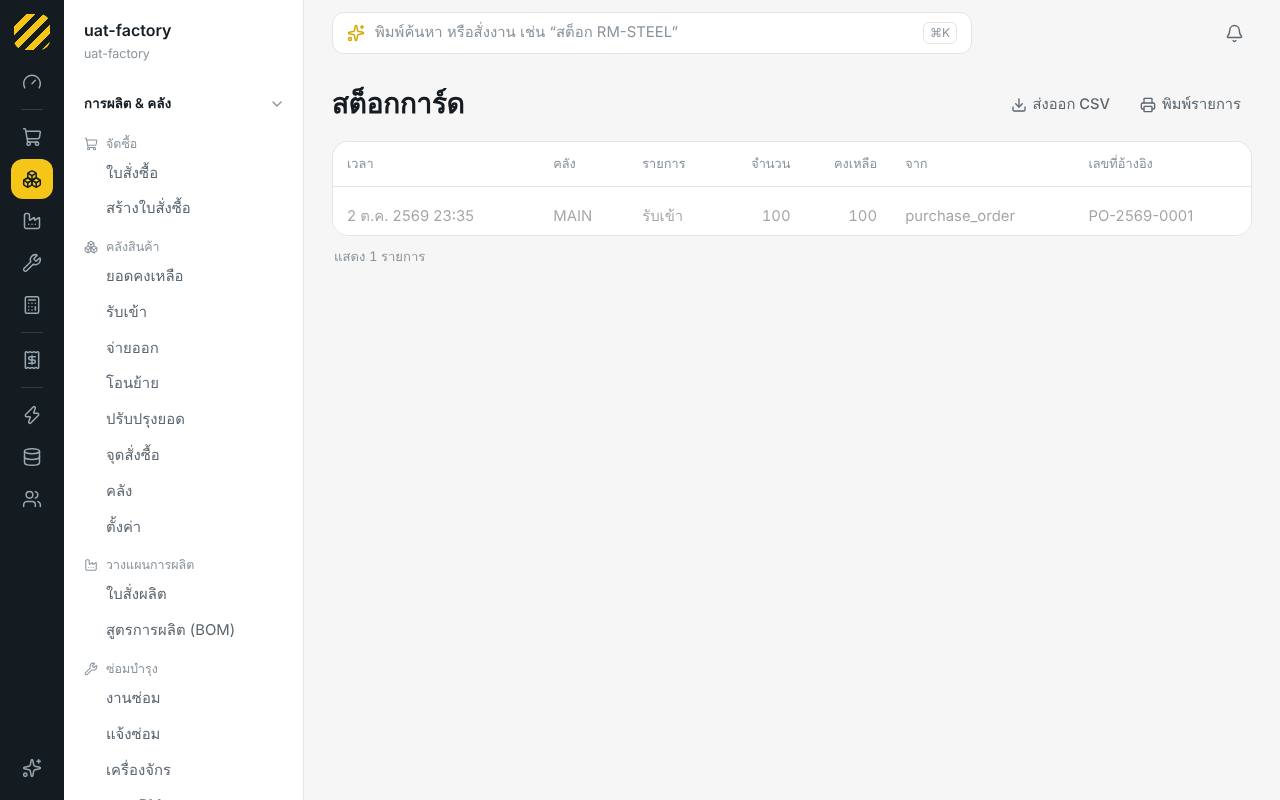 uat-factory
uat-factory
การผลิต & คลัง
จัดซื้อ
ใบสั่งซื้อ
สร้างใบสั่งซื้อ
คลังสินค้า
ยอดคงเหลือ
รับเข้า
จ่ายออก
โอนย้าย
ปรับปรุงยอด
จุดสั่งซื้อ
คลัง
ตั้งค่า
วางแผนการผลิต
ใบสั่งผลิต
สูตรการผลิต (BOM)
ซ่อมบำรุง
งานซ่อม
แจ้งซ่อม
เครื่องจักร
พิมพ์ค้นหา หรือสั่งงาน เช่น “สต็อก RM-STEEL” ⌘K
สต็อกการ์ด
ส่งออก CSV พิมพ์รายการ
เวลา คลัง รายการ จำนวน คงเหลือ จาก เลขที่อ้างอิง
2 ต.ค. 2569 23:35 MAIN รับเข้า 100 100 purchase_order PO-2569-0001
แสดง 1 รายการ